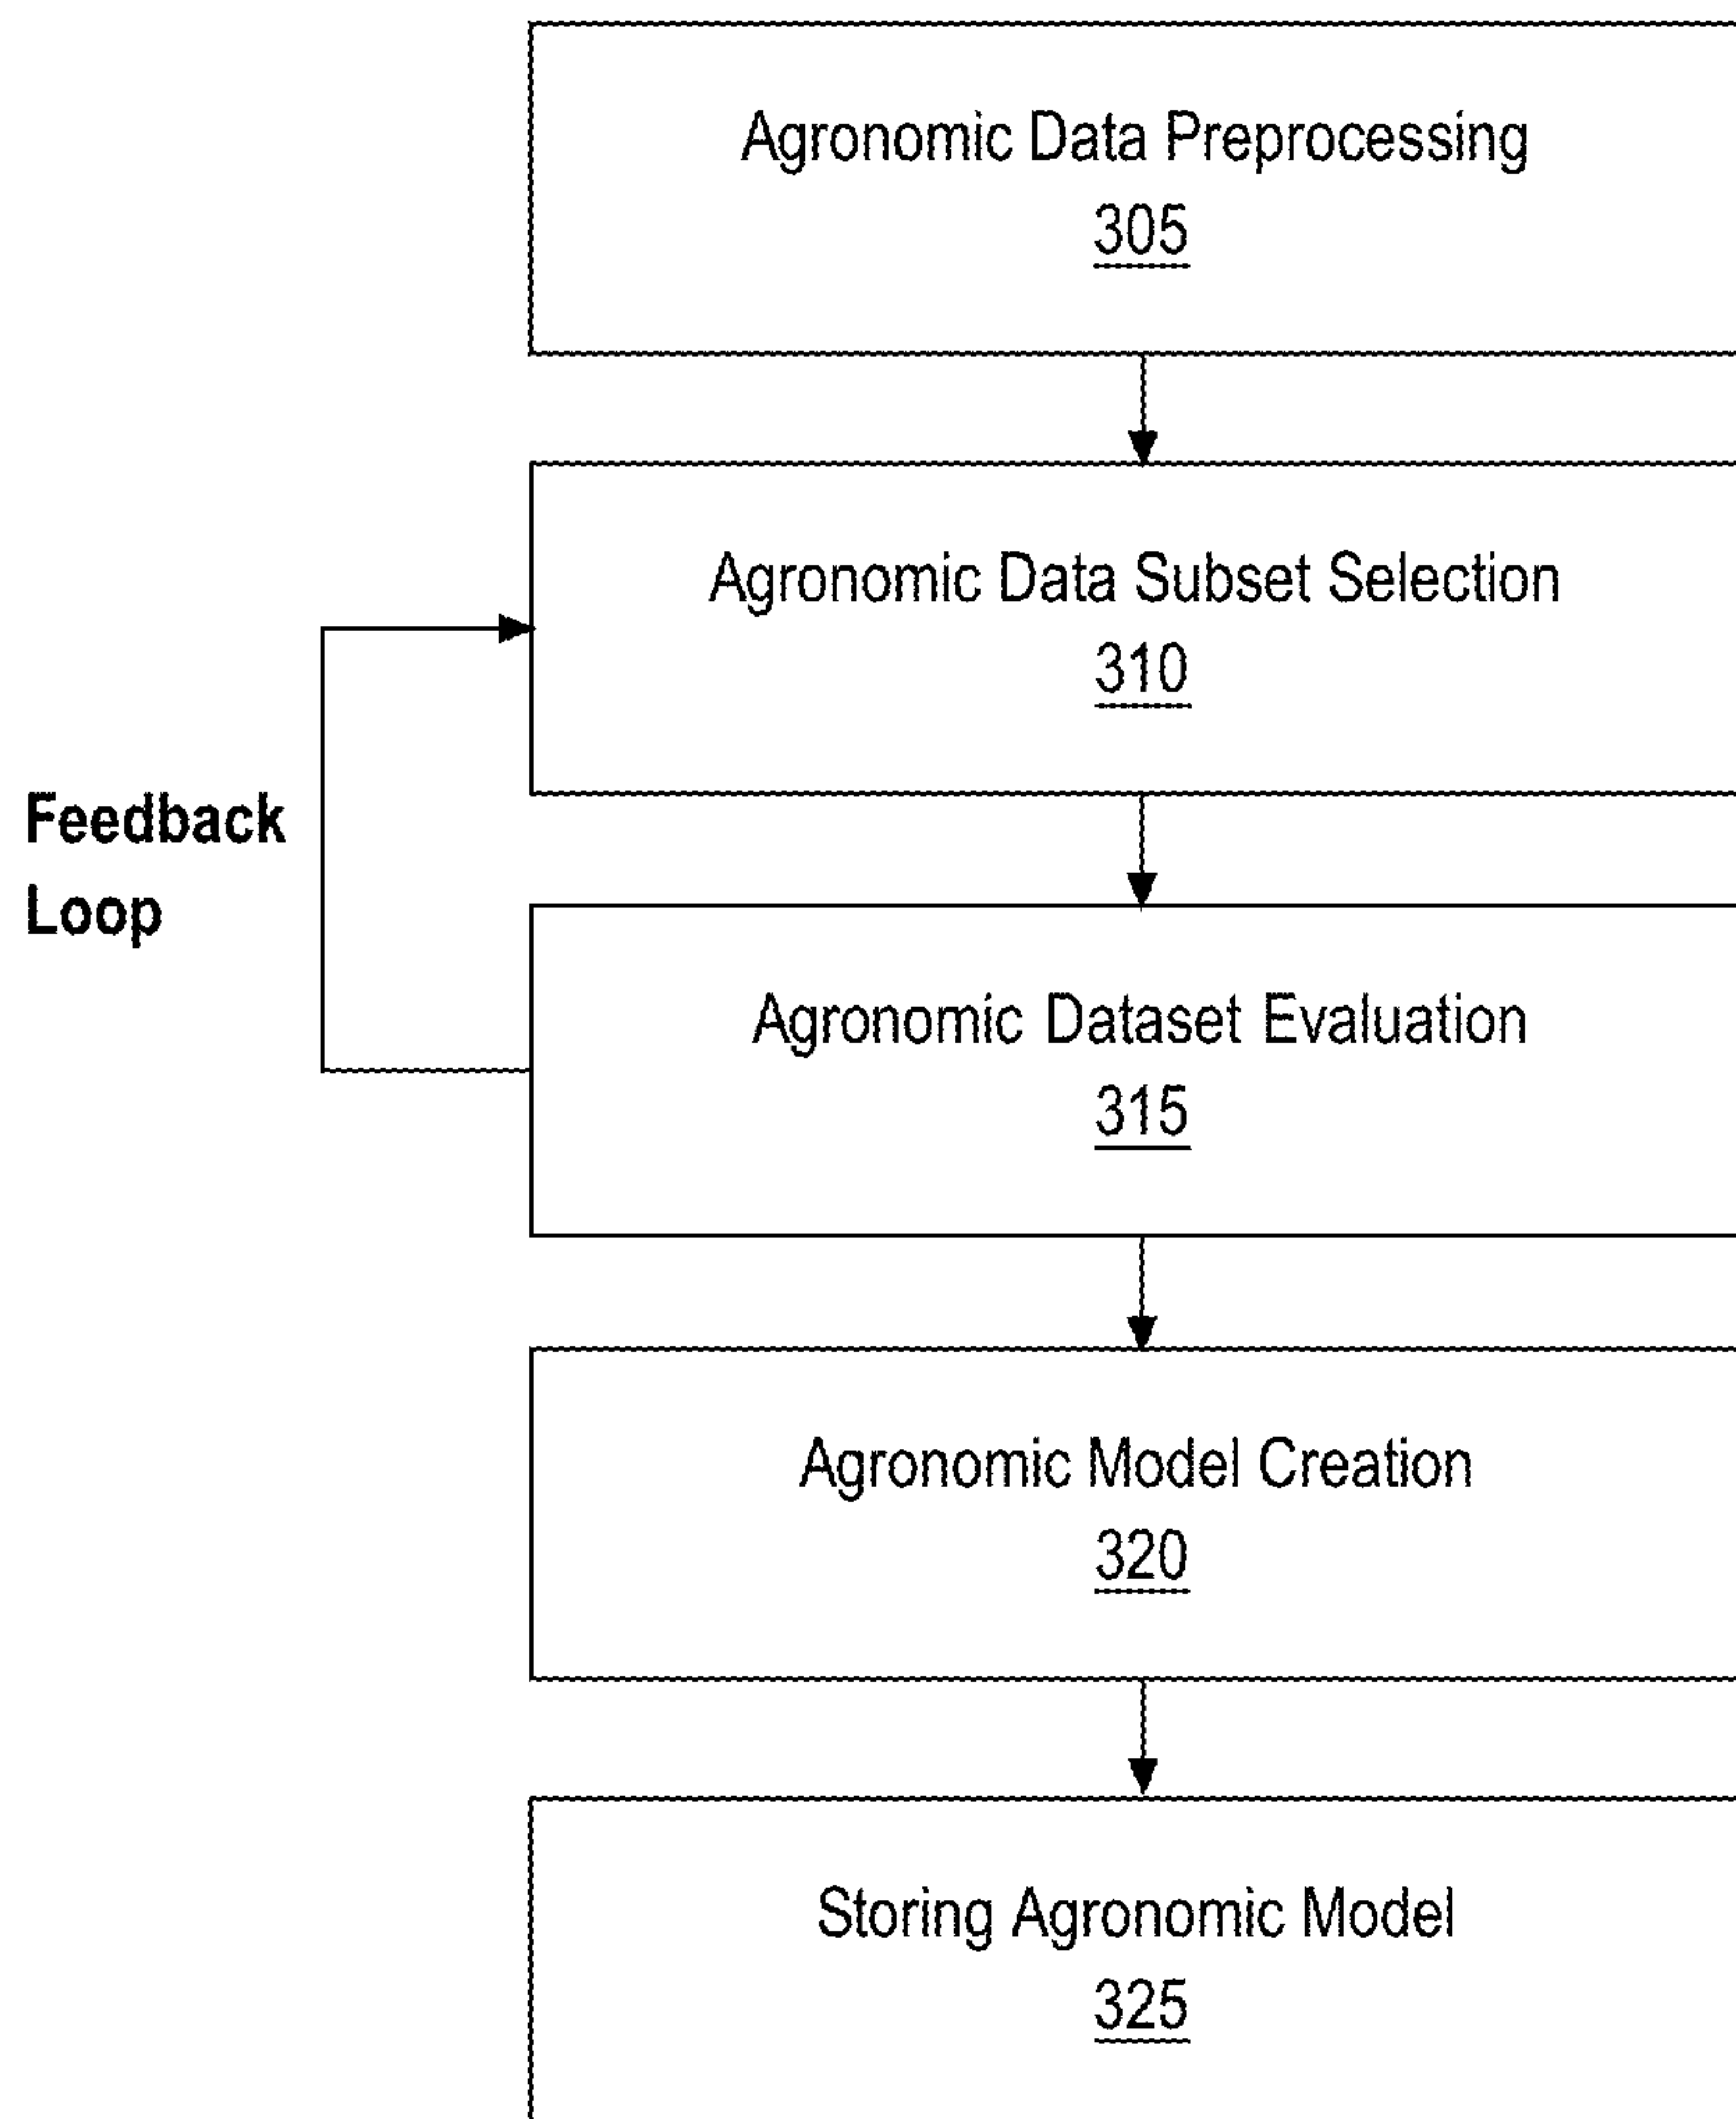 Agronomic Data Preprocessing
305
Agronomic Data Subset Selection
310
Feedback
Loop
Agronomic Dataset Evaluation
315
Agronomic Model Creation
320
Storing Agronomic Model
325